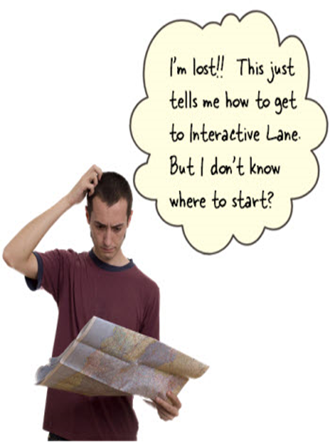 I'm lost!! This just
tells me how to get
to Interactive Lane.
But I don't know
where to start?